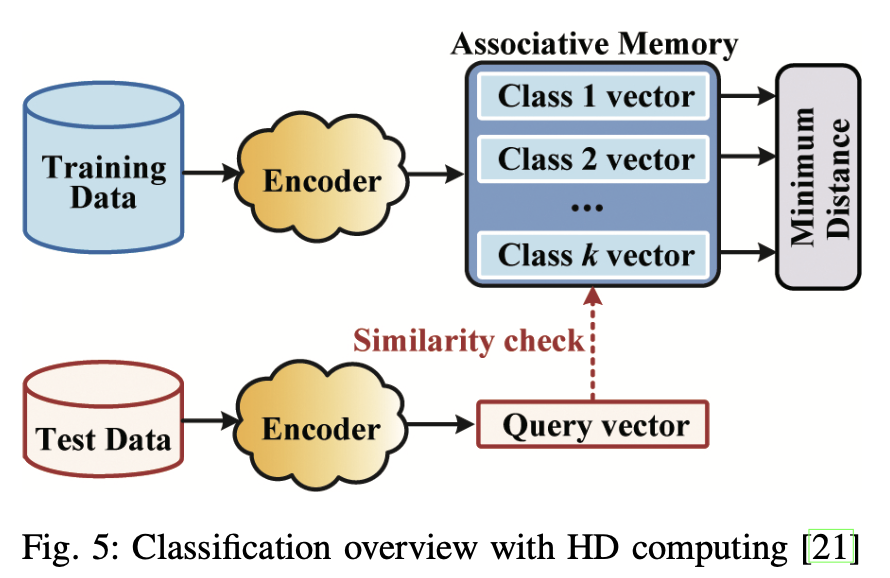 Associative Memory
Training
Data
Encoder
Class 1 vector
Class 2 vector
...
Class k vector
Minimum
Distance
Similarity check
Test Data
Encoder
Query vector
Fig. 5: Classification overview with HD computing [21]